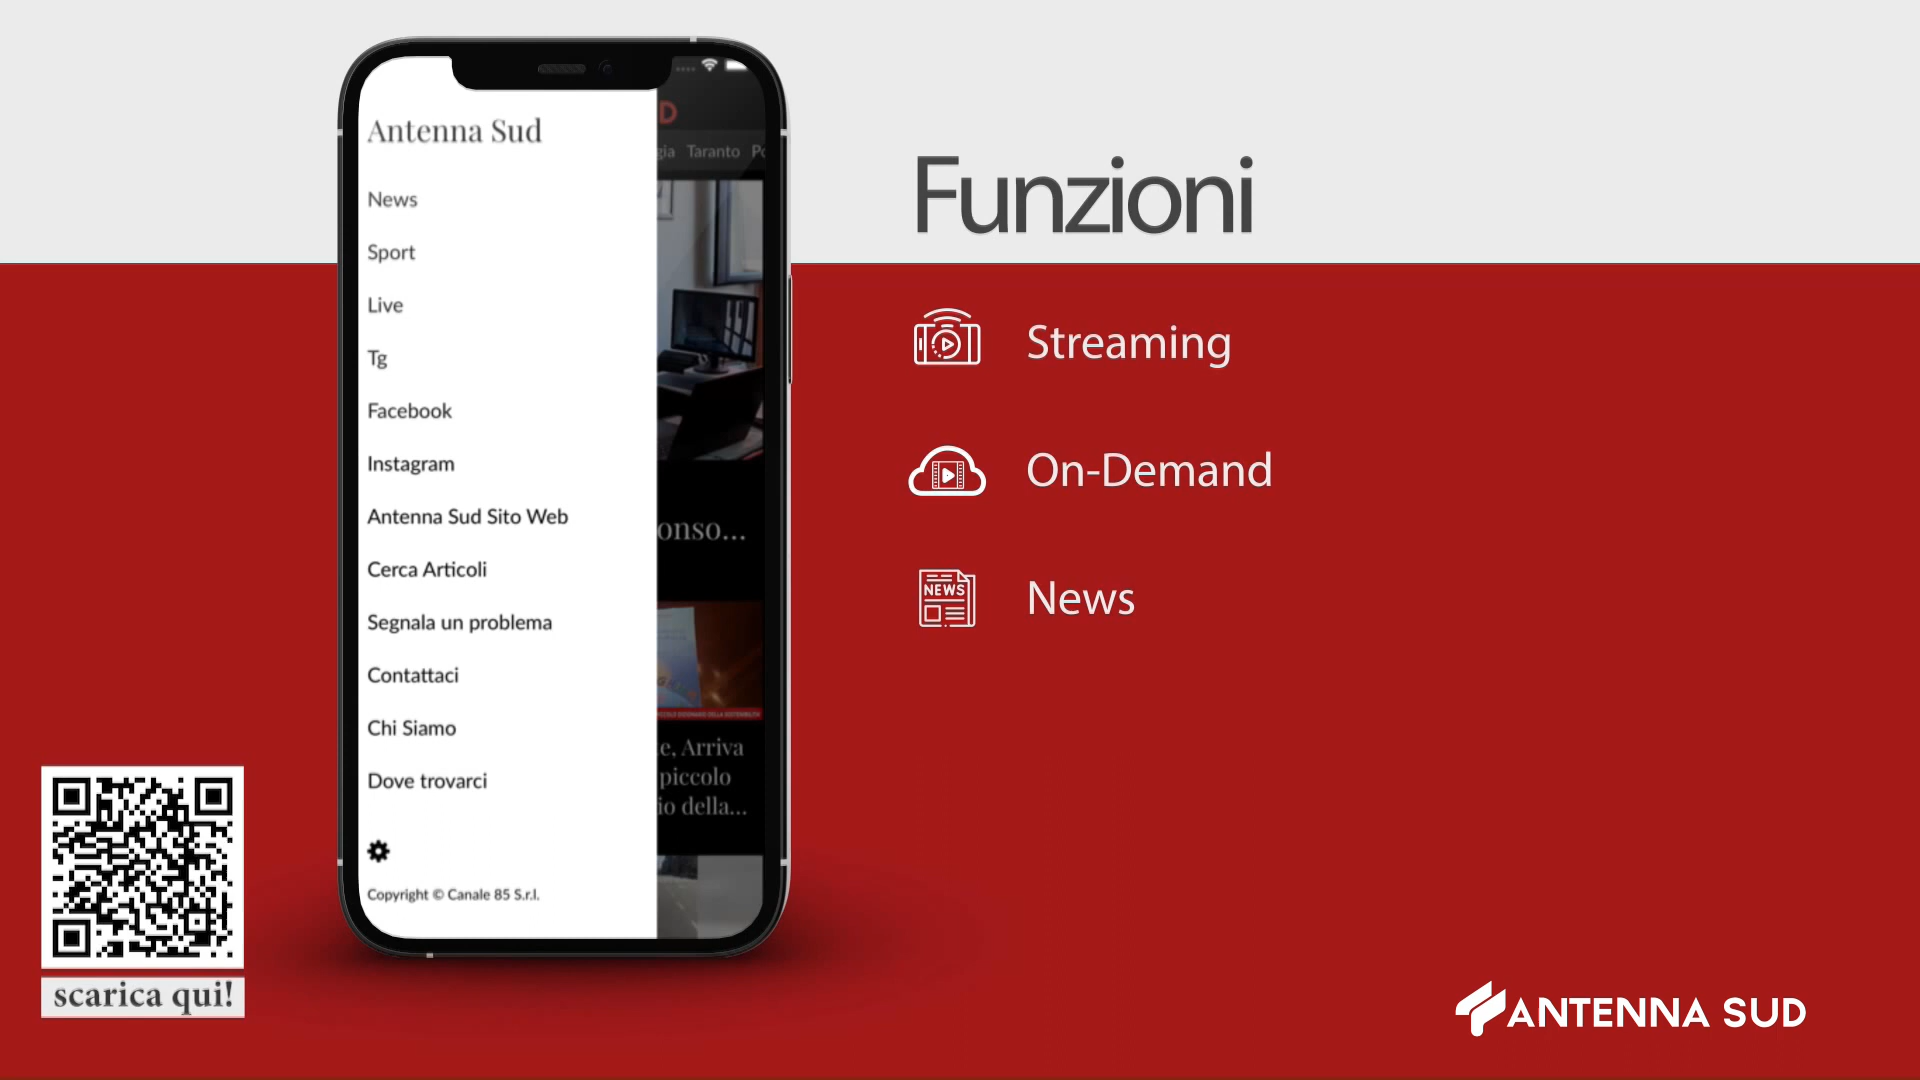 Antenna Sud
News
Sport
Live
Tg
Facebook
Instagram
Antenna Sud Sito Web
Cerca Articoli
Segnala un problema
Contattaci
Chi Siamo
Dove trovarci
Copyright © Canale 85 S.r.l.
D
gia Taranto Po
onso...
e, Arriva
piccolo
io della...
Funzioni
Streaming
On-Demand
NEWS
News
scarica qui!
ANTENNA SUD